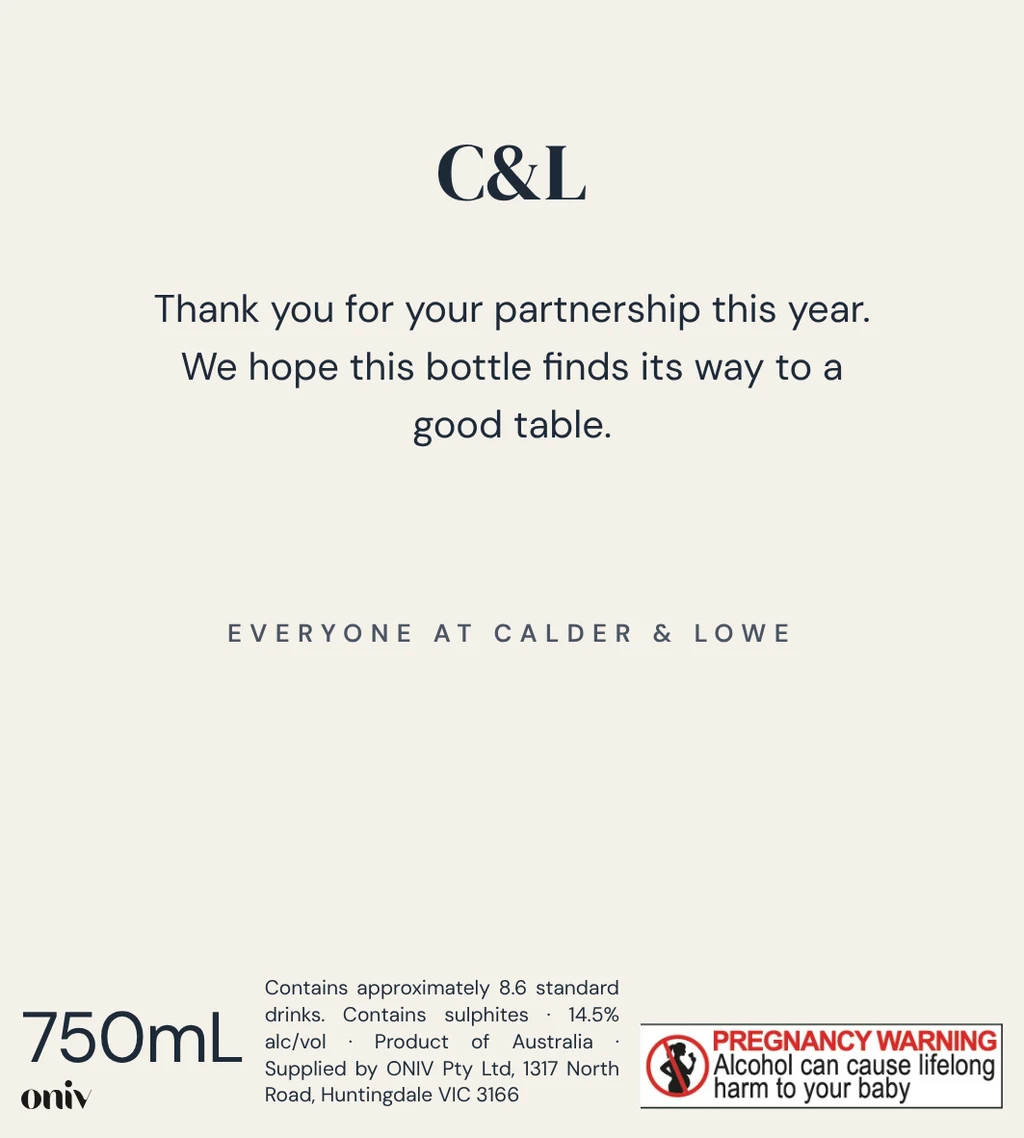 C&L
Thank you for your partnership this year.
We hope this bottle finds its way to a
good table.
EVERYONE AT CALDER & LOWE
750mL
oniv
Contains approximately 8.6 standard
drinks. Contains sulphites · 14.5%
alc/vol · Product of Australia ·
Supplied by ONIV Pty Ltd, 1317 North
Road, Huntingdale VIC 3166
PREGNANCY WARNING
Alcohol can cause lifelong
harm to your baby